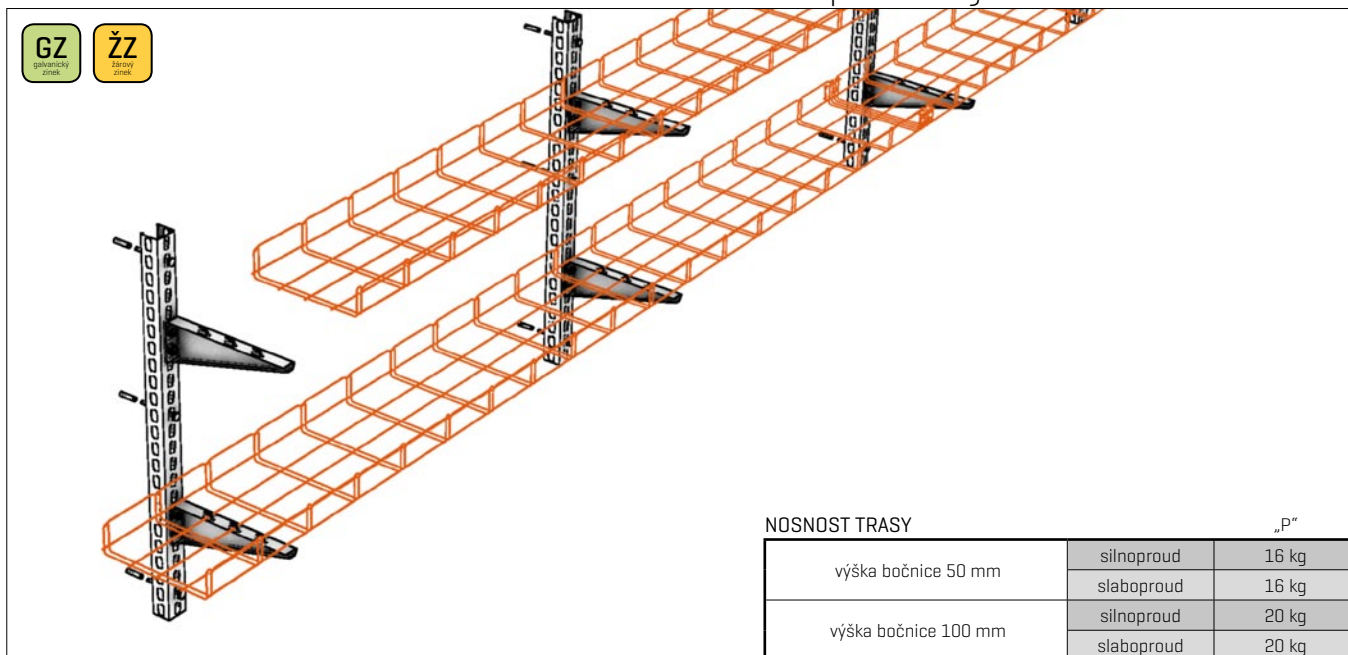 GZ
galvanický
zinek
ŽZ
žárový
zinek
NOSNOST TRASY „P“
výška bočnice 50 mm silnoproud 16 kg
slaboproud 16 kg
výška bočnice 100 mm silnoproud 20 kg
slaboproud 20 kg